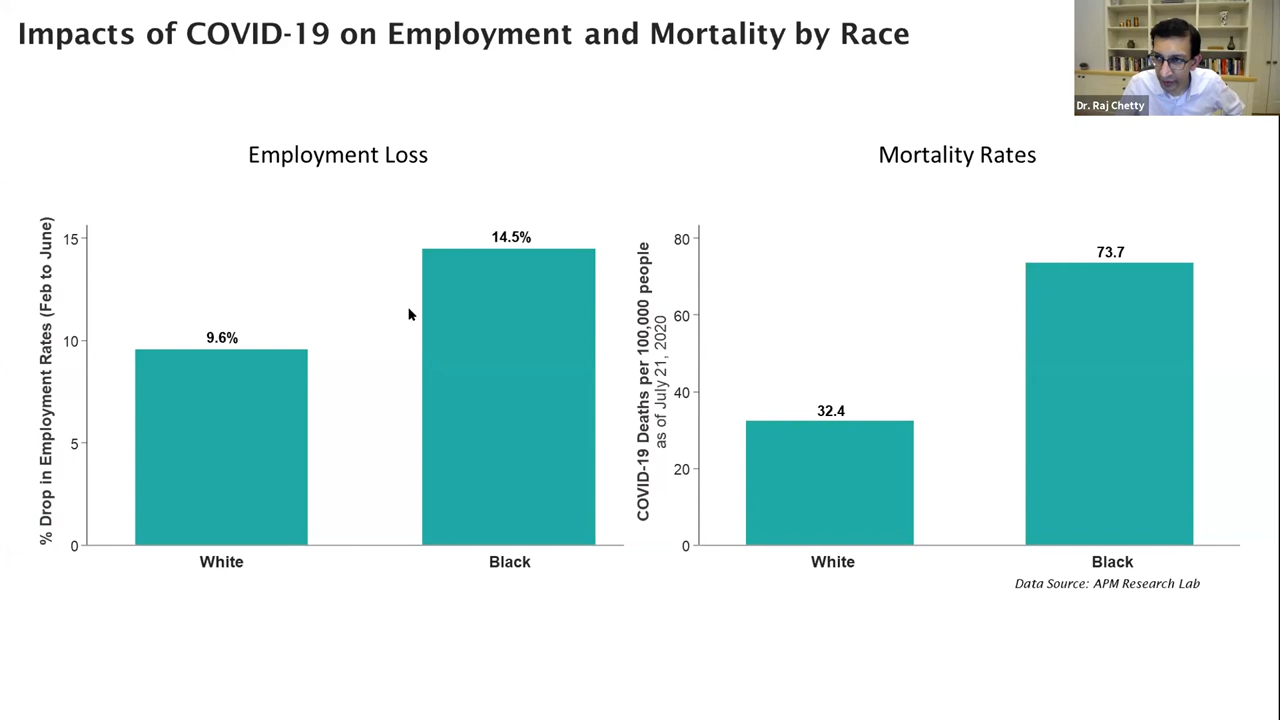 Impacts of COVID-19 on Employment and Mortality by Race
Dr. Raj Chetty
Employment Loss
% Drop in Employment Rates (Feb to June)
15
10
5
0
9.6%
14.5%
White
Black
Mortality Rates
COVID-19 Deaths per 100,000 people
as of July 21, 2020
80
60
40
20
0
32.4
73.7
White
Black
Data Source: APM Research Lab